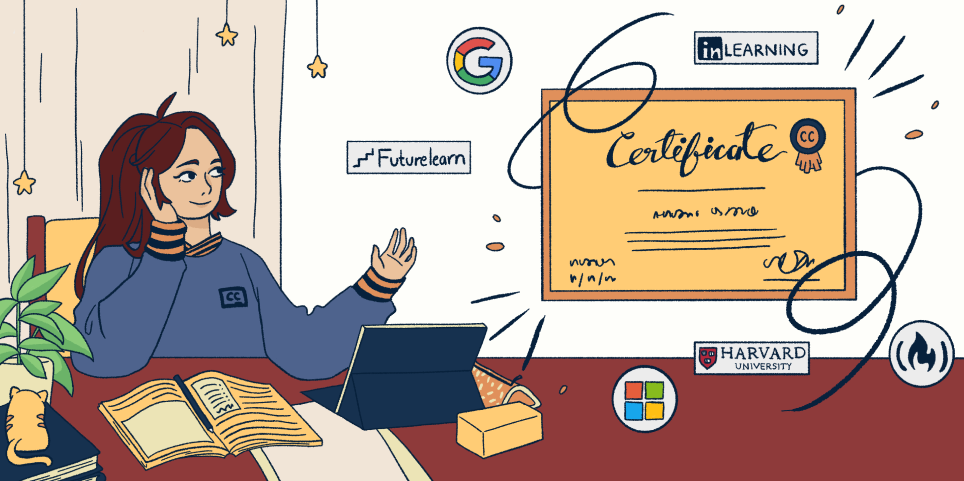 in LEARNING
Futurelearn
Certificate
CC
CC
HARVARD
UNIVERSITY